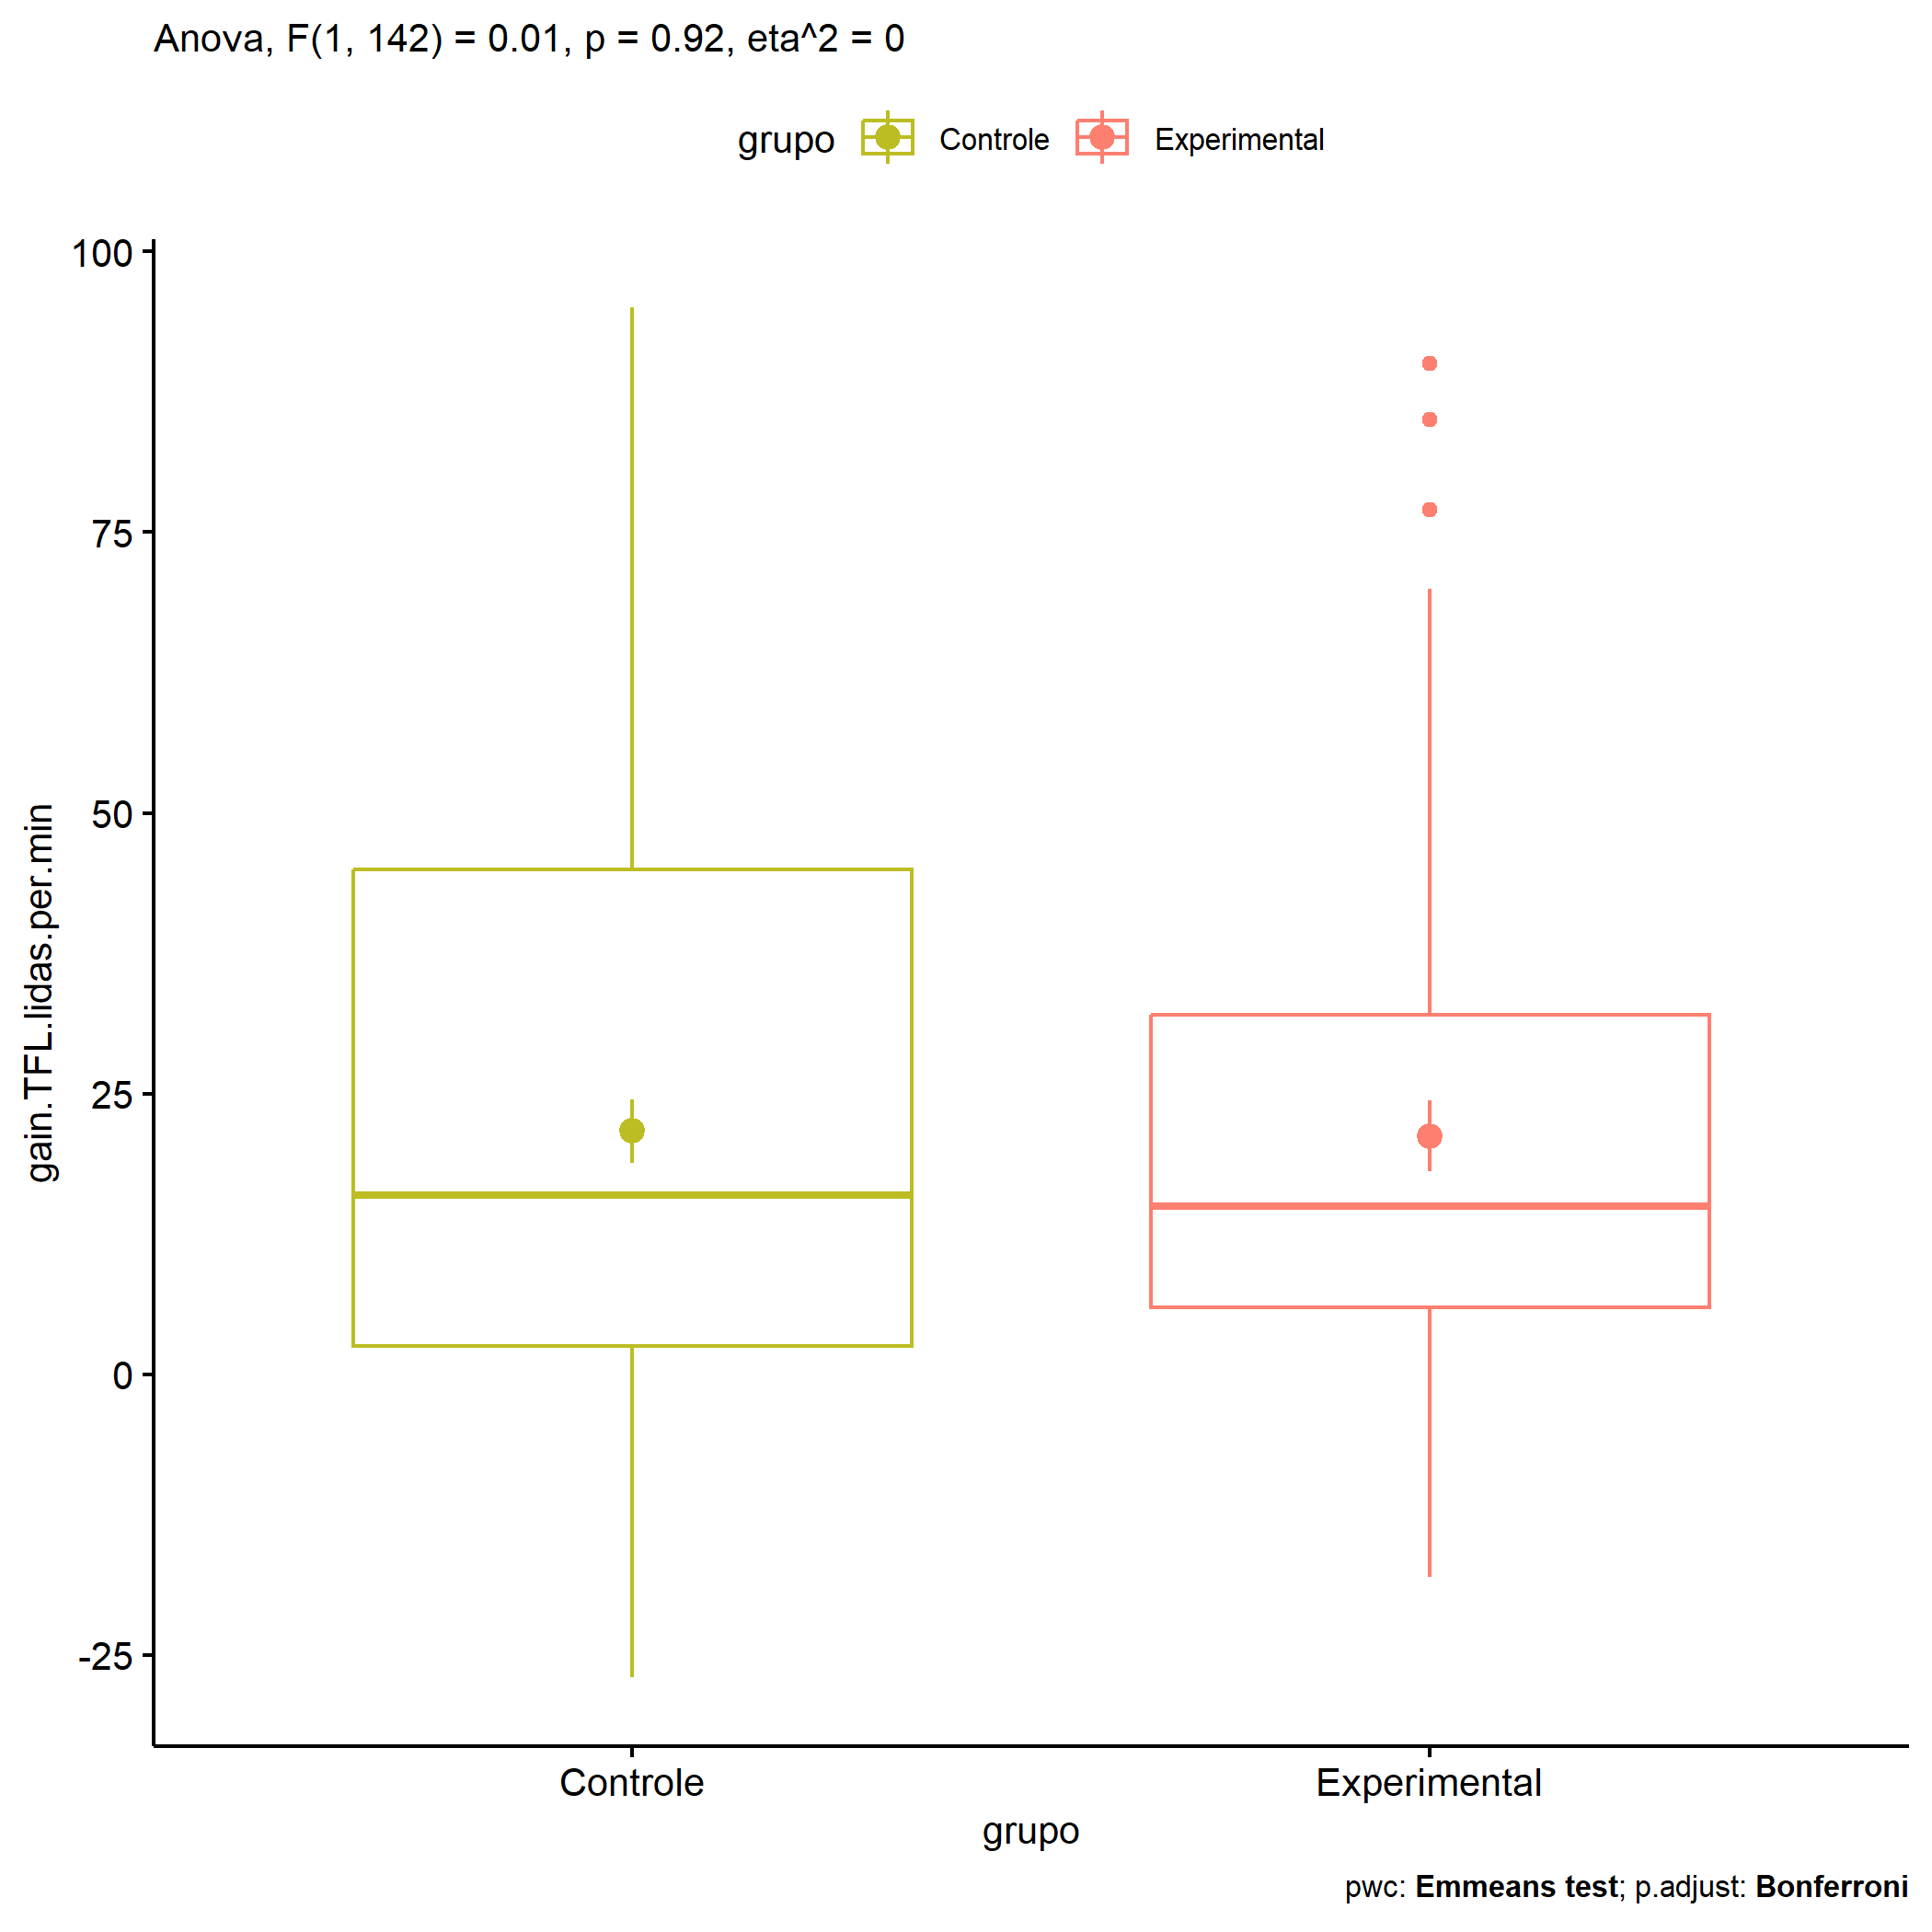 Anova, F(1, 142) = 0.01, p = 0.92, eta^2 = 0
grupo Controle Experimental
100
75
50
25
0
-25
gain.TFL.lidas.per.min
Controle Experimental
grupo
pwc: Emmeans test; p.adjust: Bonferroni